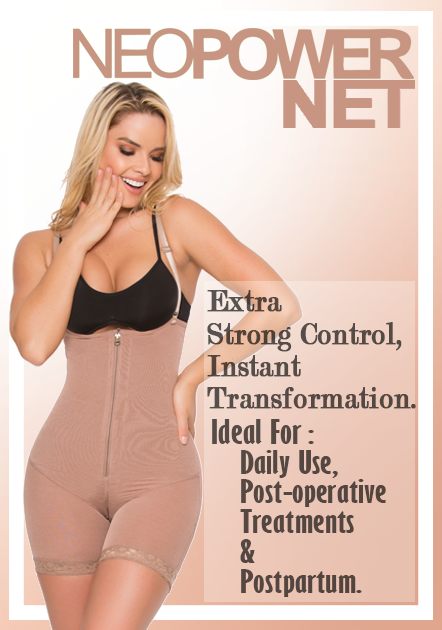 NEOPOWER
NET
Extra
Strong Control,
Instant
Transformation.
Ideal For :
Daily Use,
Post-operative
Treatments
&
Postpartum.